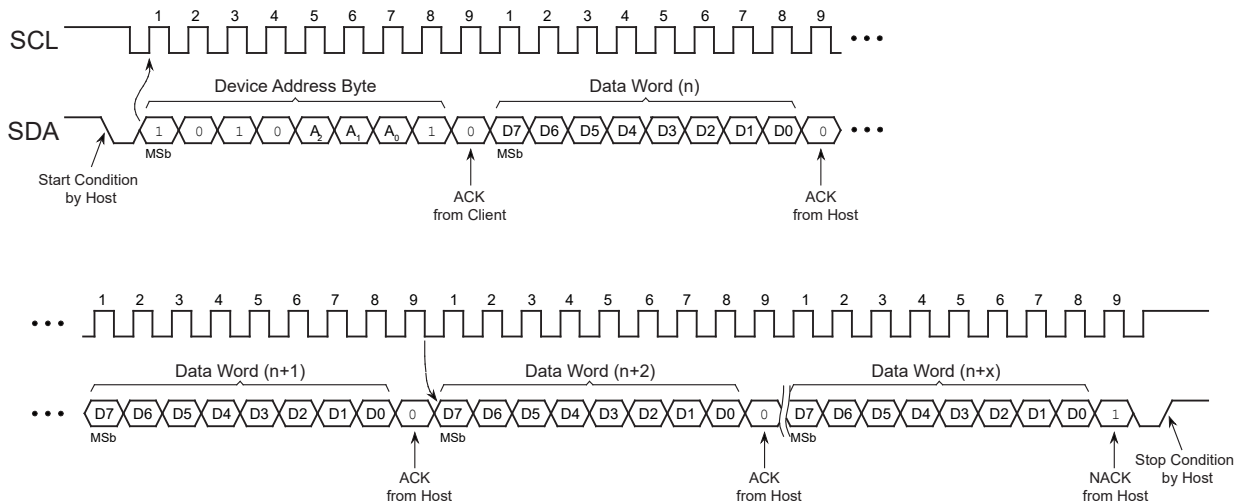 1 2 3 4 5 6 7 8 9 1 2 3 4 5 6 7 8 9
SCL
Device Address Byte Data Word (n)
SDA 1 0 1 0 A2 A1 A0 1 0 D7 D6 D5 D4 D3 D2 D1 D0 0
MSb MSb
Start Condition
by Host
ACK
from Client
ACK
from Host
1 2 3 4 5 6 7 8 9 1 2 3 4 5 6 7 8 9 1 2 3 4 5 6 7 8 9
Data Word (n+1) Data Word (n+2) Data Word (n+x)
D7 D6 D5 D4 D3 D2 D1 D0 0 D7 D6 D5 D4 D3 D2 D1 D0 0 D7 D6 D5 D4 D3 D2 D1 D0 1
MSb MSb MSb
ACK
from Host
ACK
from Host
NACK
from Host
Stop Condition
by Host